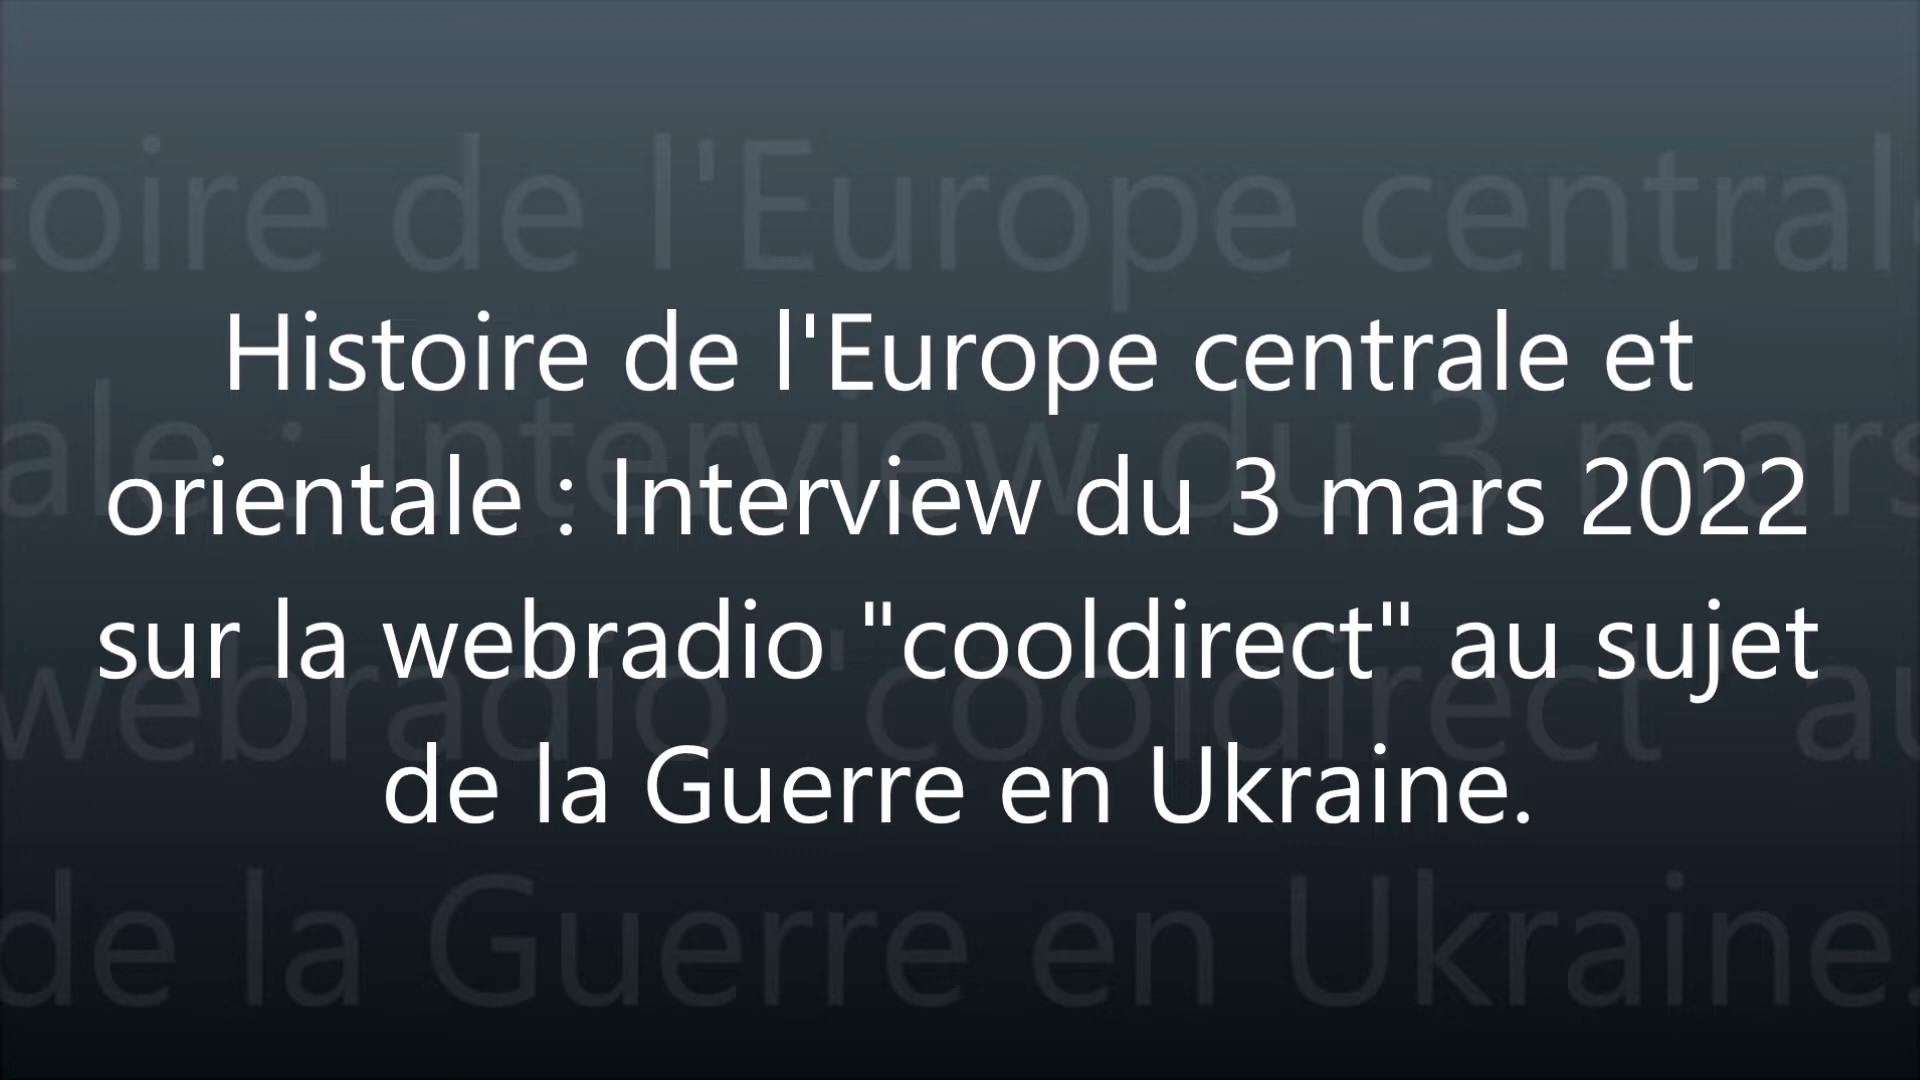 Histoire de l'Europe centrale et
orientale : Interview du 3 mars 2022
sur la webradio "cooldirect" au sujet
de la Guerre en Ukraine.